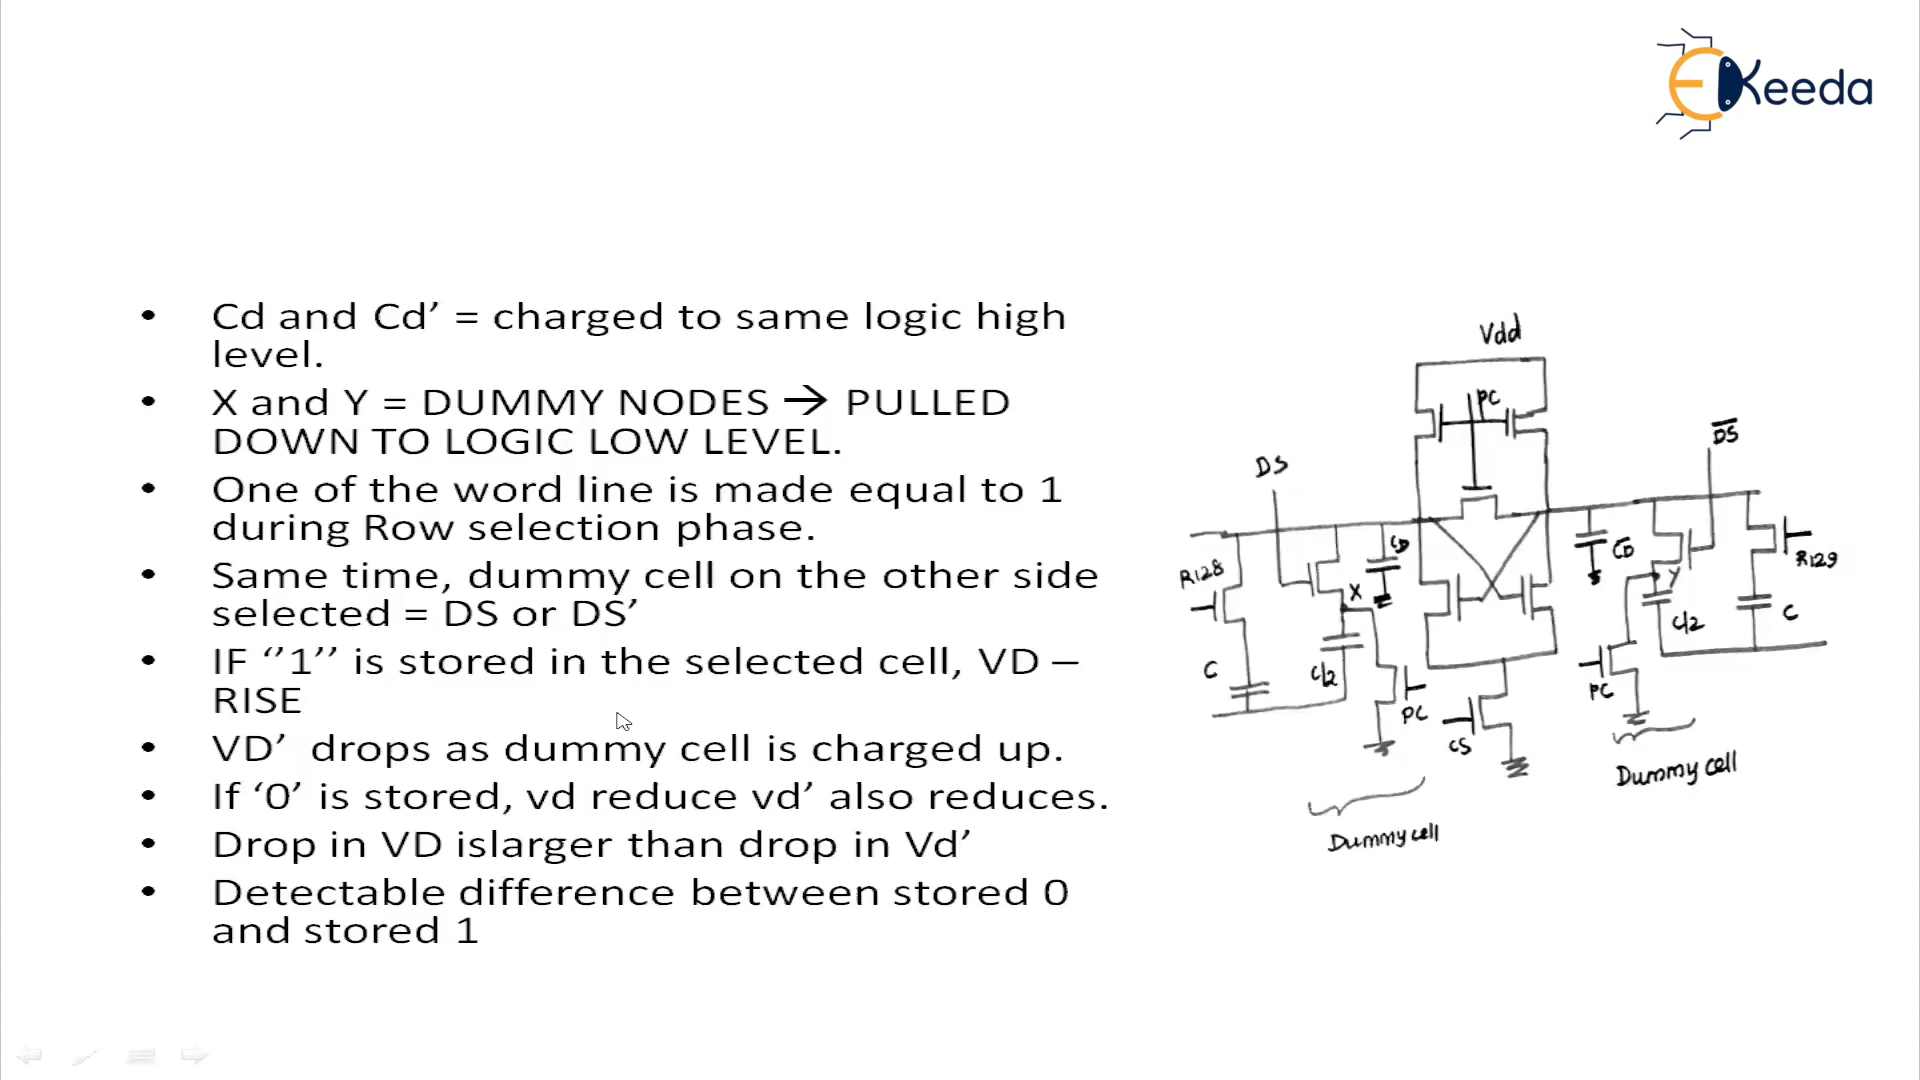 EKeeda
• Cd and Cd’ = charged to same logic high
level.
• X and Y = DUMMY NODES → PULLED
DOWN TO LOGIC LOW LEVEL.
• One of the word line is made equal to 1
during Row selection phase.
• Same time, dummy cell on the other side
selected = DS or DS’
• IF ‘’1’’ is stored in the selected cell, VD –
RISE
• VD’ drops as dummy cell is charged up.
• If ‘0’ is stored, vd reduce vd’ also reduces.
• Drop in VD islarger than drop in Vd’
• Detectable difference between stored 0
and stored 1
Vdd
PC
DS
D̅S̅
R128
CD
C̅D̅
R129
X
Y
C
C/2
C/2
C
PC
CS
PC
Dummy cell
Dummy cell